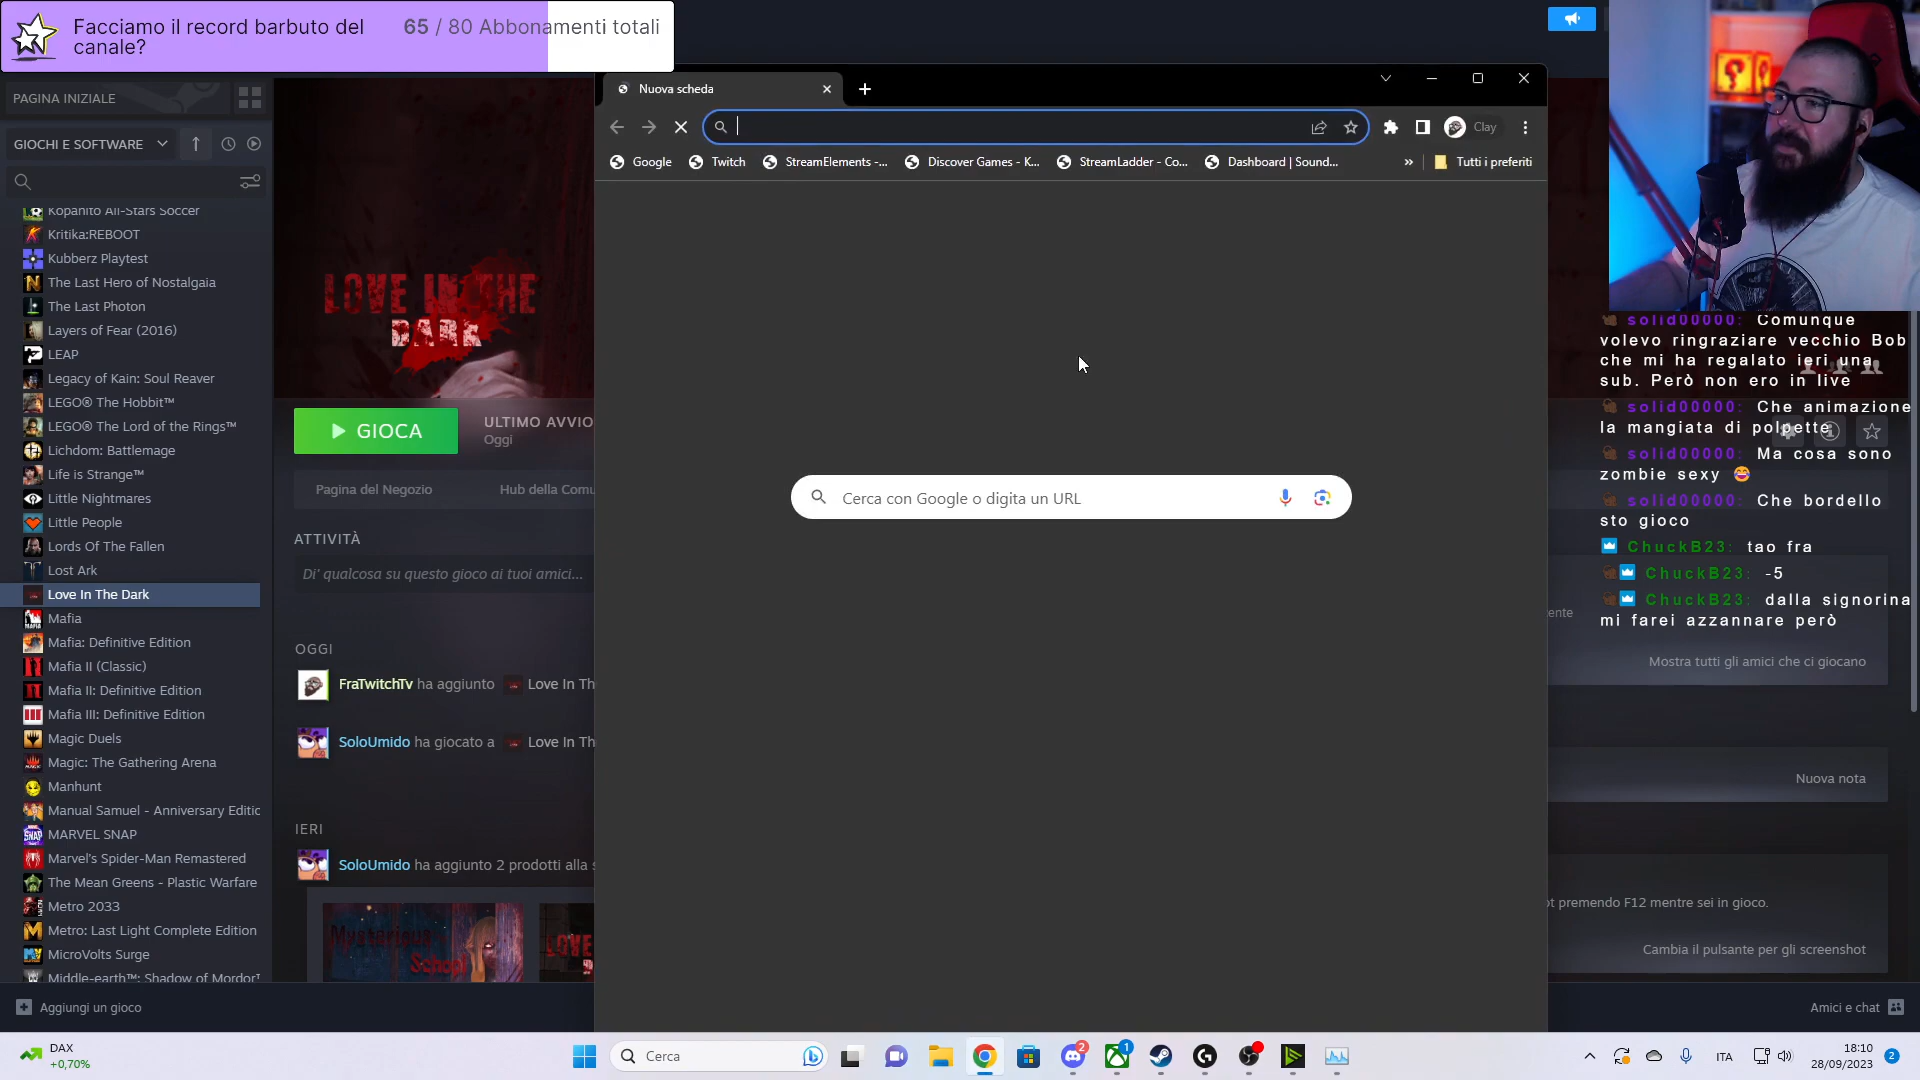 Facciamo il record barbuto del
canale?
65 / 80 Abbonamenti totali
PAGINA INIZIALE
GIOCHI E SOFTWARE
Kopanito All-Stars Soccer
Kritika:REBOOT
Kubberz Playtest
The Last Hero of Nostalgaia
The Last Photon
Layers of Fear (2016)
LEAP
Legacy of Kain: Soul Reaver
LEGO® The Hobbit™
LEGO® The Lord of the Rings™
Lichdom: Battlemage
Life is Strange™
Little Nightmares
Little People
Lords Of The Fallen
Lost Ark
Love In The Dark
Mafia
Mafia: Definitive Edition
Mafia II (Classic)
Mafia II: Definitive Edition
Mafia III: Definitive Edition
Magic Duels
Magic: The Gathering Arena
Manhunt
Manual Samuel - Anniversary Editio
MARVEL SNAP
Marvel's Spider-Man Remastered
The Mean Greens - Plastic Warfare
Metro 2033
Metro: Last Light Complete Edition
MicroVolts Surge
Middle-earth™: Shadow of Mordor™
Aggiungi un gioco
LOVE IN THE
DARK
GIOCA
ULTIMO AVVIO
Oggi
Pagina del Negozio
Hub della Comu
ATTIVITÀ
Di' qualcosa su questo gioco ai tuoi amici...
OGGI
FraTwitchTv ha aggiunto Love In Th
SoloUmido ha giocato a Love In Th
IERI
SoloUmido ha aggiunto 2 prodotti alla s
Mysterious
School
Nuova scheda
Clay
Google
Twitch
StreamElements -...
Discover Games - K...
StreamLadder - Co...
Dashboard | Sound...
»
Tutti i preferiti
Cerca con Google o digita un URL
solid00000: Comunque
volevo ringraziare vecchio Bob
che mi ha regalato ieri una
sub. Però non ero in live
solid00000: Che animazione
la mangiata di polpette
solid00000: Ma cosa sono
zombie sexy 😂
solid00000: Che bordello
sto gioco
ChuckB23: tao fra
ChuckB23: -5
ChuckB23: dalla signorina
mi farei azzannare però
ente
Mostra tutti gli amici che ci giocano
Nuova nota
ot premendo F12 mentre sei in gioco.
Cambia il pulsante per gli screenshot
Amici e chat
DAX
+0,70%
Cerca
2
1
ITA
18:10
28/09/2023
2